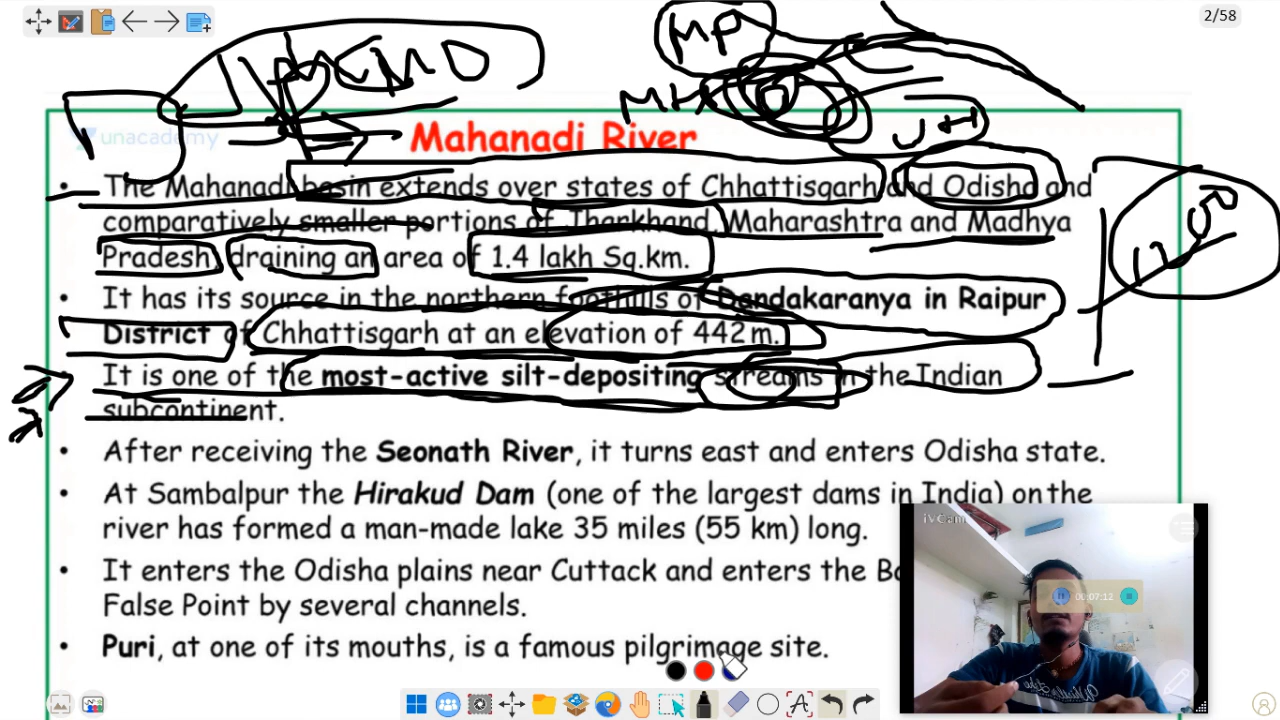 2/58
MP
MH
JH
unacademy
Mahanadi River
• The Mahanadi basin extends over states of Chhattisgarh and Odisha and
comparatively smaller portions of Jharkhand, Maharashtra and Madhya
Pradesh, draining an area of 1.4 lakh Sq.km.
• It has its source in the northern foothills of Dandakaranya in Raipur
District of Chhattisgarh at an elevation of 442 m.
• It is one of the most-active silt-depositing streams in the Indian
subcontinent.
• After receiving the Seonath River, it turns east and enters Odisha state.
• At Sambalpur the Hirakud Dam (one of the largest dams in India) on the
river has formed a man-made lake 35 miles (55 km) long.
• It enters the Odisha plains near Cuttack and enters the
False Point by several channels.
• Puri, at one of its mouths, is a famous pilgrimage site.
iVCam
00:07:12